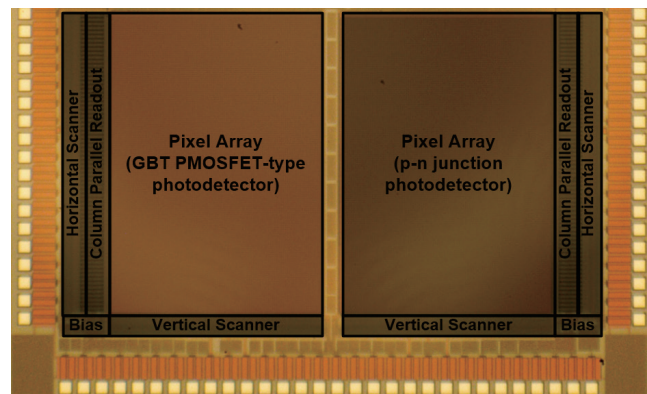 Horizontal Scanner
Column Parallel Readout
Pixel Array
(GBT PMOSFET-type
photodetector)
Bias
Vertical Scanner
Pixel Array
(p-n junction
photodetector)
Column Parallel Readout
Horizontal Scanner
Vertical Scanner
Bias